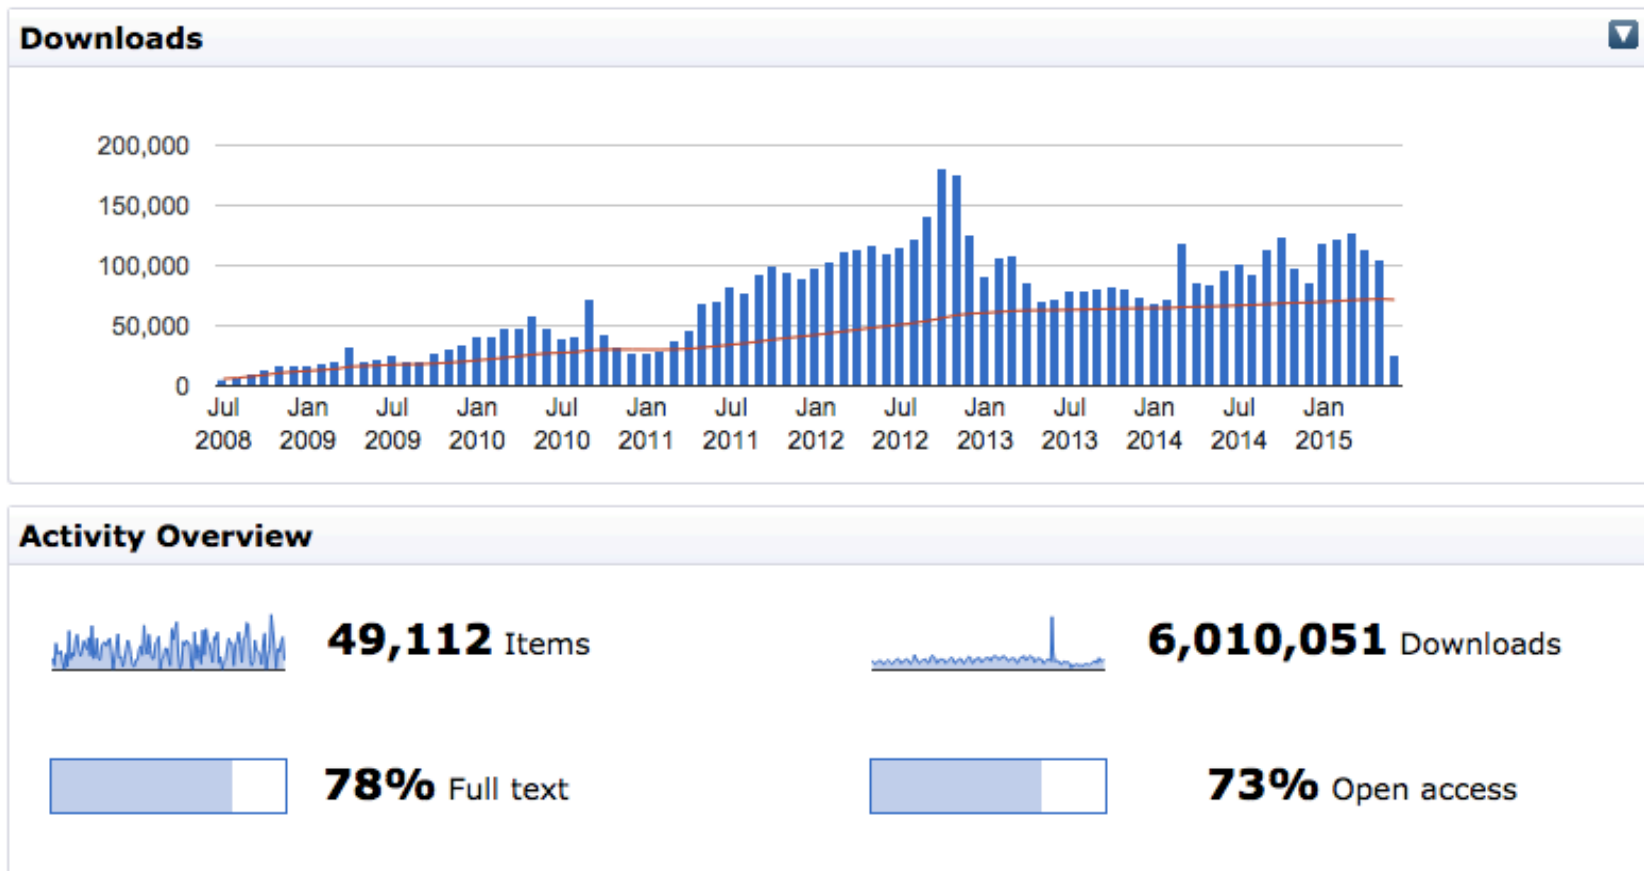 Downloads
200,000
150,000
100,000
50,000
0
Jul Jan Jul Jan Jul Jan Jul Jan Jul Jan Jul Jan Jul Jan
2008 2009 2009 2010 2010 2011 2011 2012 2012 2013 2013 2014 2014 2015
Activity Overview
49,112 Items
6,010,051 Downloads
78% Full text
73% Open access